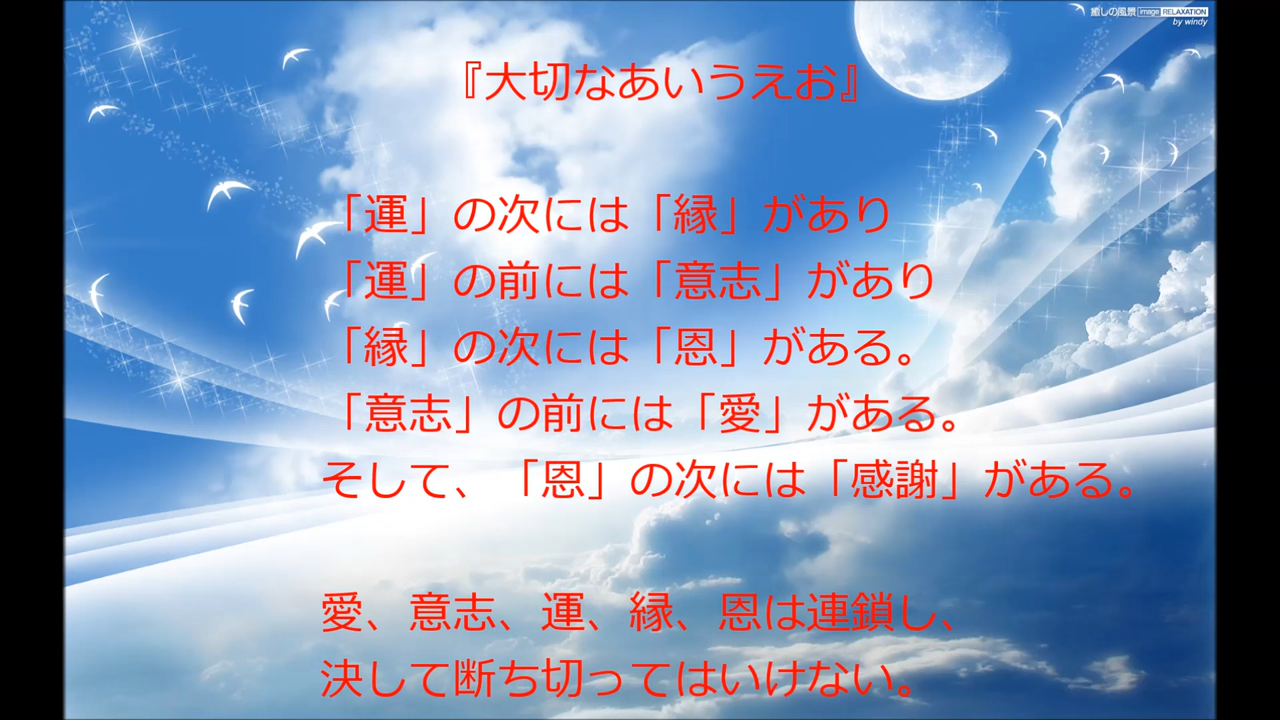 癒しの風景 image RELAXATION
by windy
『大切なあいうえお』
「運」の次には「縁」があり
「運」の前には「意志」があり
「縁」の次には「恩」がある。
「意志」の前には「愛」がある。
そして、「恩」の次には「感謝」がある。
愛、意志、運、縁、恩は連鎖し、
決して断ち切ってはいけない。